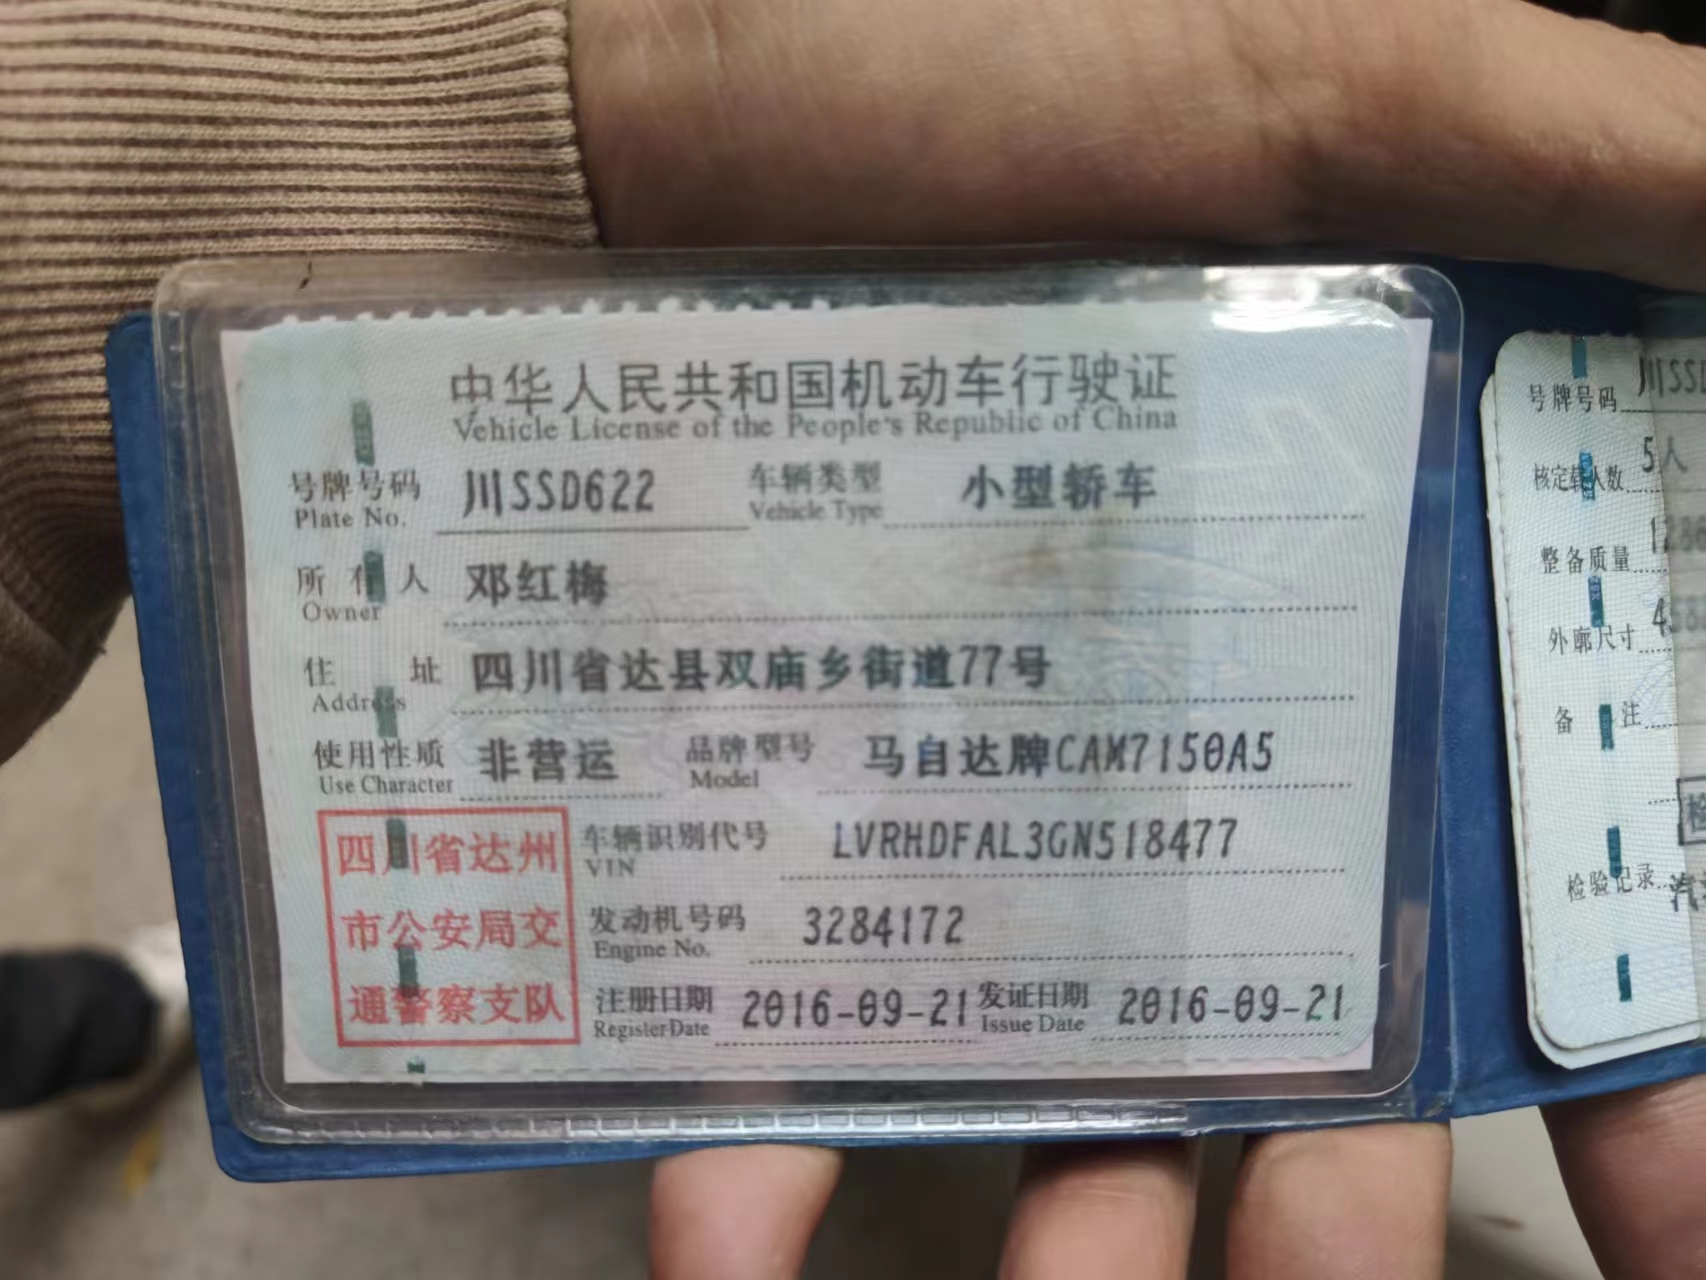 中华人民共和国机动车行驶证
Vehicle License of the People's Republic of China
号牌号码 川SSD622 车辆类型 小型轿车
Plate No. Vehicle Type
所有人 邓红梅
Owner
住址 四川省达县双庙乡街道77号
Address
使用性质 非营运 品牌型号 马自达牌CAM7150A5
Use Character Model
车辆识别代号 LVRHDFAL3GN518477
VIN
发动机号码 3284172
Engine No.
注册日期 2016-09-21 发证日期 2016-09-21
Register Date Issue Date
四川省达州
市公安局交
通警察支队
号牌号码 川SS
核定载人数 5人
整备质量
外廓尺寸
备注
检验记录